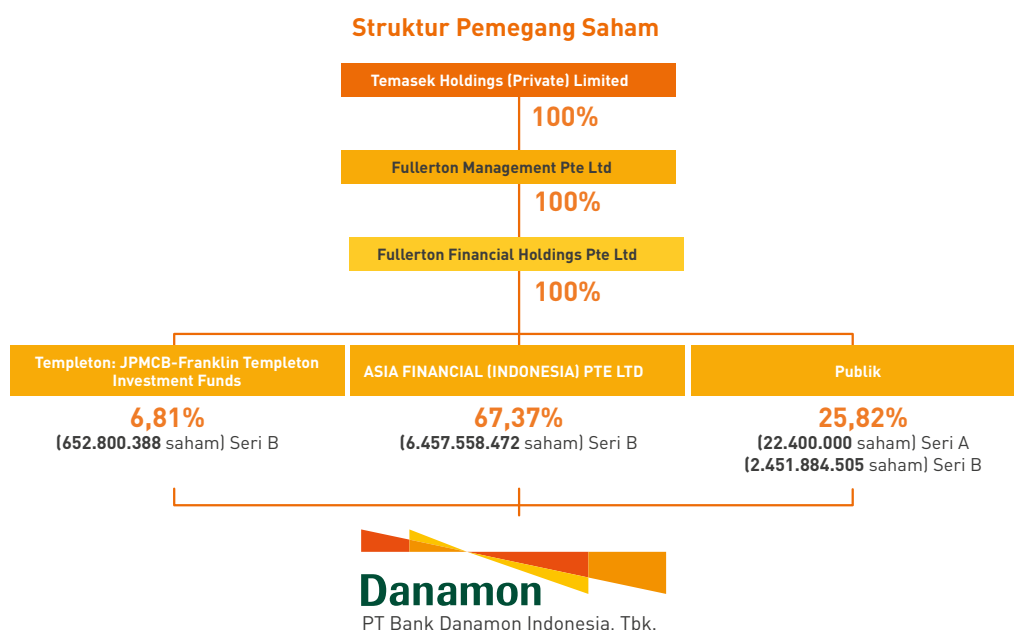 Struktur Pemegang Saham
Temasek Holdings (Private) Limited
100%
Fullerton Management Pte Ltd
100%
Fullerton Financial Holdings Pte Ltd
100%
Templeton: JPMCB-Franklin Templeton
Investment Funds
6,81%
(652.800.388 saham) Seri B
ASIA FINANCIAL (INDONESIA) PTE LTD
67,37%
(6.457.558.472 saham) Seri B
Publik
25,82%
(22.400.000 saham) Seri A
(2.451.884.505 saham) Seri B
Danamon
PT Bank Danamon Indonesia, Tbk.